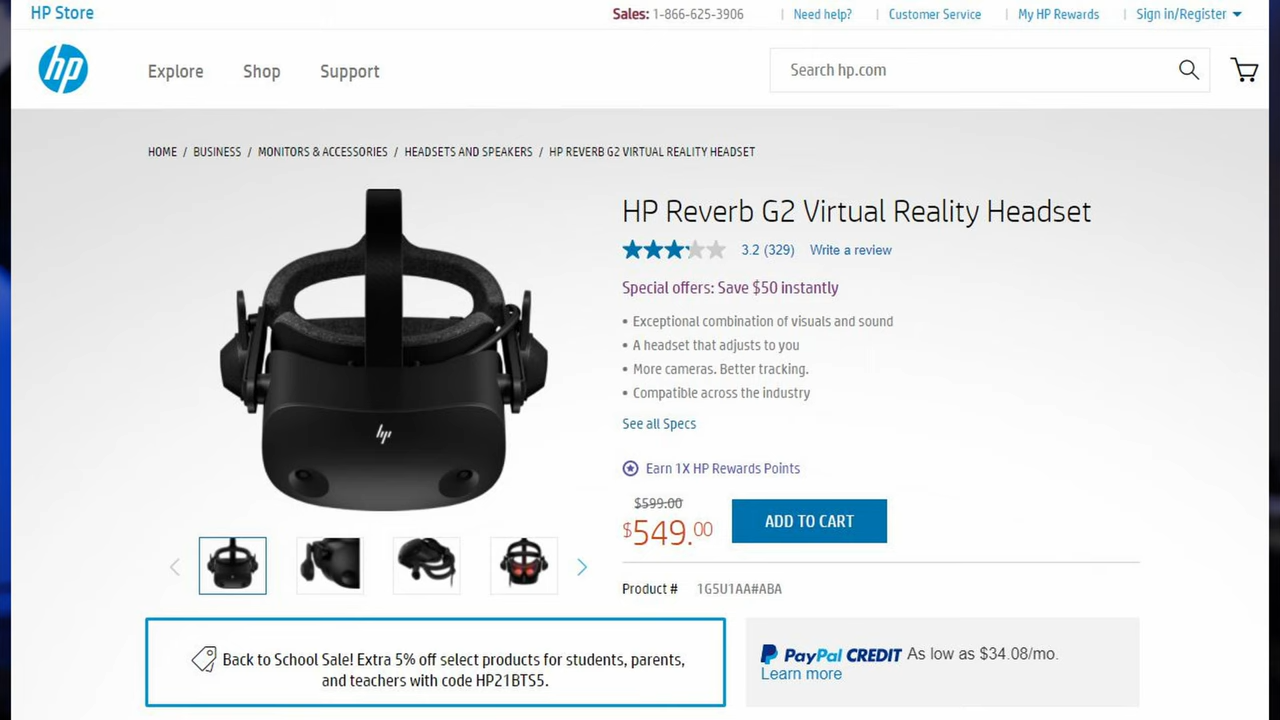 HP Store
Sales: 1-866-625-3906
Need help?
Customer Service
My HP Rewards
Sign in/Register
hp
Explore
Shop
Support
Search hp.com
HOME / BUSINESS / MONITORS & ACCESSORIES / HEADSETS AND SPEAKERS / HP REVERB G2 VIRTUAL REALITY HEADSET
HP Reverb G2 Virtual Reality Headset
3.2 (329) Write a review
Special offers: Save $50 instantly
• Exceptional combination of visuals and sound
• A headset that adjusts to you
• More cameras. Better tracking.
• Compatible across the industry
See all Specs
hp
Earn 1X HP Rewards Points
$599.00
$549.00
ADD TO CART
Product # 1G5U1AA#ABA
Back to School Sale! Extra 5% off select products for students, parents,
and teachers with code HP21BTS5.
PayPal CREDIT As low as $34.08/mo.
Learn more